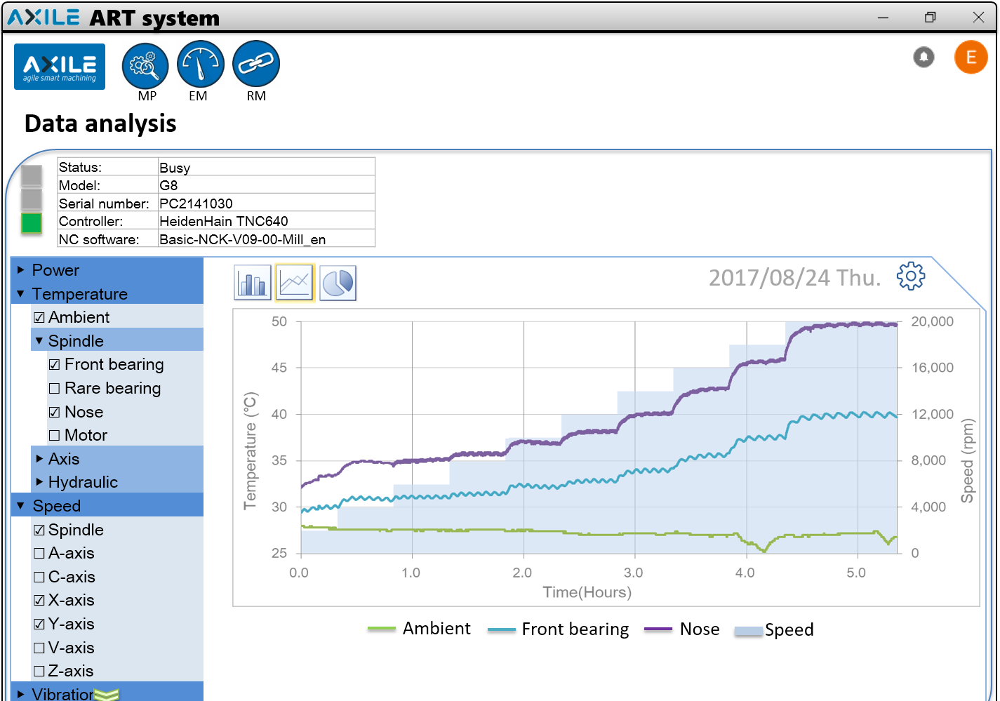 AXILE ART system
AXILE
agile smart machining
MP EM RM
E
Data analysis
Status: Busy
Model: G8
Serial number: PC2141030
Controller: HeidenHain TNC640
NC software: Basic-NCK-V09-00-Mill_en
Power
Temperature
Ambient
Spindle
Front bearing
Rare bearing
Nose
Motor
Axis
Hydraulic
Speed
Spindle
A-axis
C-axis
X-axis
Y-axis
V-axis
Z-axis
Vibration
2017/08/24 Thu.
50 20,000
45 16,000
40 12,000
35 8,000
30 4,000
25 0
Temperature (℃)
Speed (rpm)
0.0 1.0 2.0 3.0 4.0 5.0
Time(Hours)
Ambient Front bearing Nose Speed